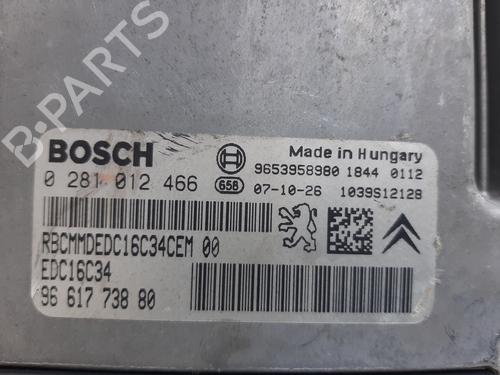 BOSCH
Made in Hungary
9653958980 1844 0112
0 281 012 466 658 07-10-26 1039S12128
RBCMMDEDC16C34CEM 00
EDC16C34
96 617 738 80
B-PARTS